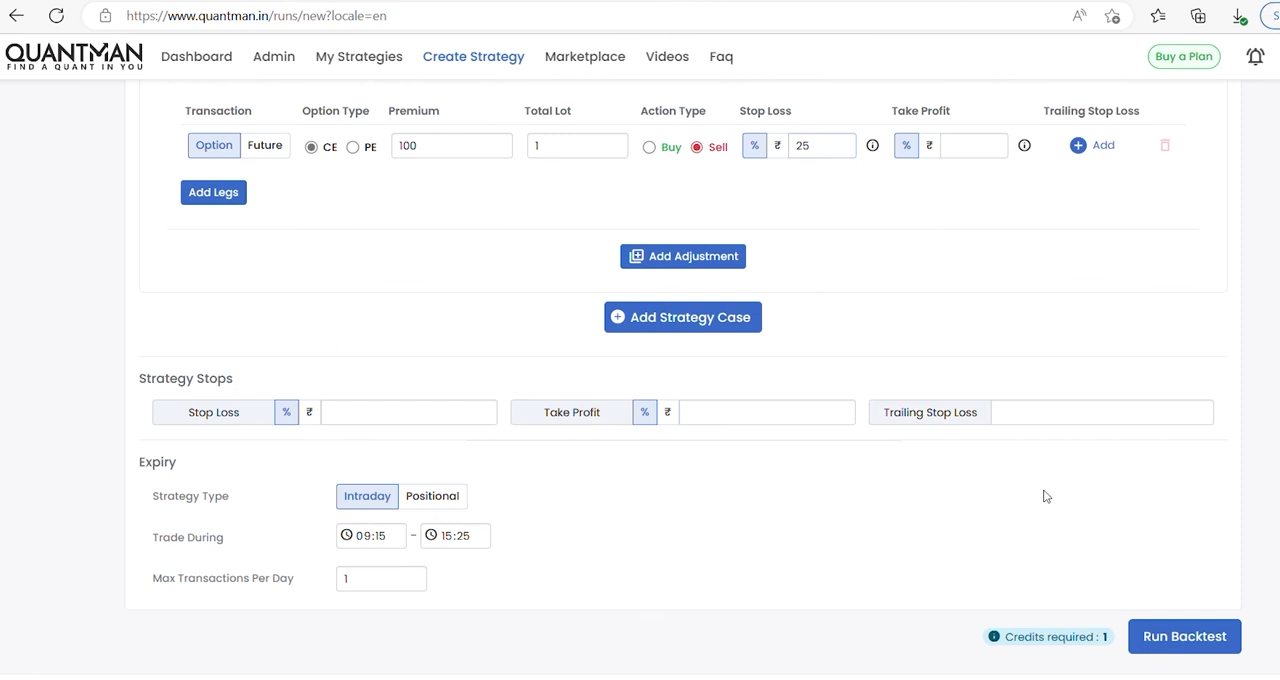 https://www.quantman.in/runs/new?locale=en
QUANTMAN
FIND A QUANT IN YOU
Dashboard Admin My Strategies Create Strategy Marketplace Videos Faq Buy a Plan
Transaction Option Type Premium Total Lot Action Type Stop Loss Take Profit Trailing Stop Loss
Option Future CE PE 100 1 Buy Sell % ₹ 25 % ₹ Add
Add Legs
Add Adjustment
Add Strategy Case
Strategy Stops
Stop Loss % ₹ Take Profit % ₹ Trailing Stop Loss
Expiry
Strategy Type Intraday Positional
Trade During 09:15 - 15:25
Max Transactions Per Day 1
Credits required : 1 Run Backtest